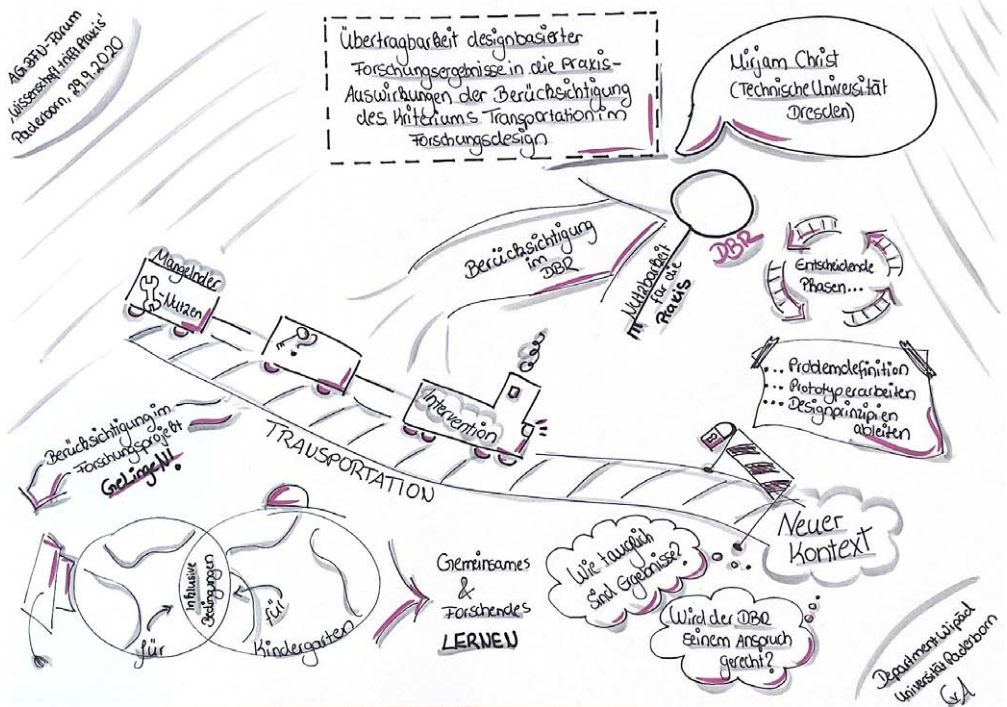 AG BFN-Forum
'Wissenschaft trifft Praxis'
Paderborn, 29.9.2020
Übertragbarkeit designbasierter
Forschungsergebnisse in die Praxis-
Auswirkungen der Berücksichtigung
des Kriteriums Transportation im
Forschungsdesign
Mirjam Christ
(Technische Universität
Dresden)
Berücksichtigung
im
DBR
Nutzbarkeit
für die
Praxis
DBR
Entscheidende
Phasen...
... Problemdefinition
... Prototyp erarbeiten
... Designprinzipien
ableiten
Mangelnder
-Nutzen
?
Intervention
TRANSPORTATION
Neuer
Kontext
Berücksichtigung im
Forschungsprojekt
GeLingeN!
Inklusive
Bedingungen
für
für
Kindergarten
Gemeinsames
&
Forschendes
LERNEN
Wie tauglich
sind Ergebnisse?
Wird der DBR
seinem Anspruch
gerecht?
Department Wipäd
Universität Paderborn